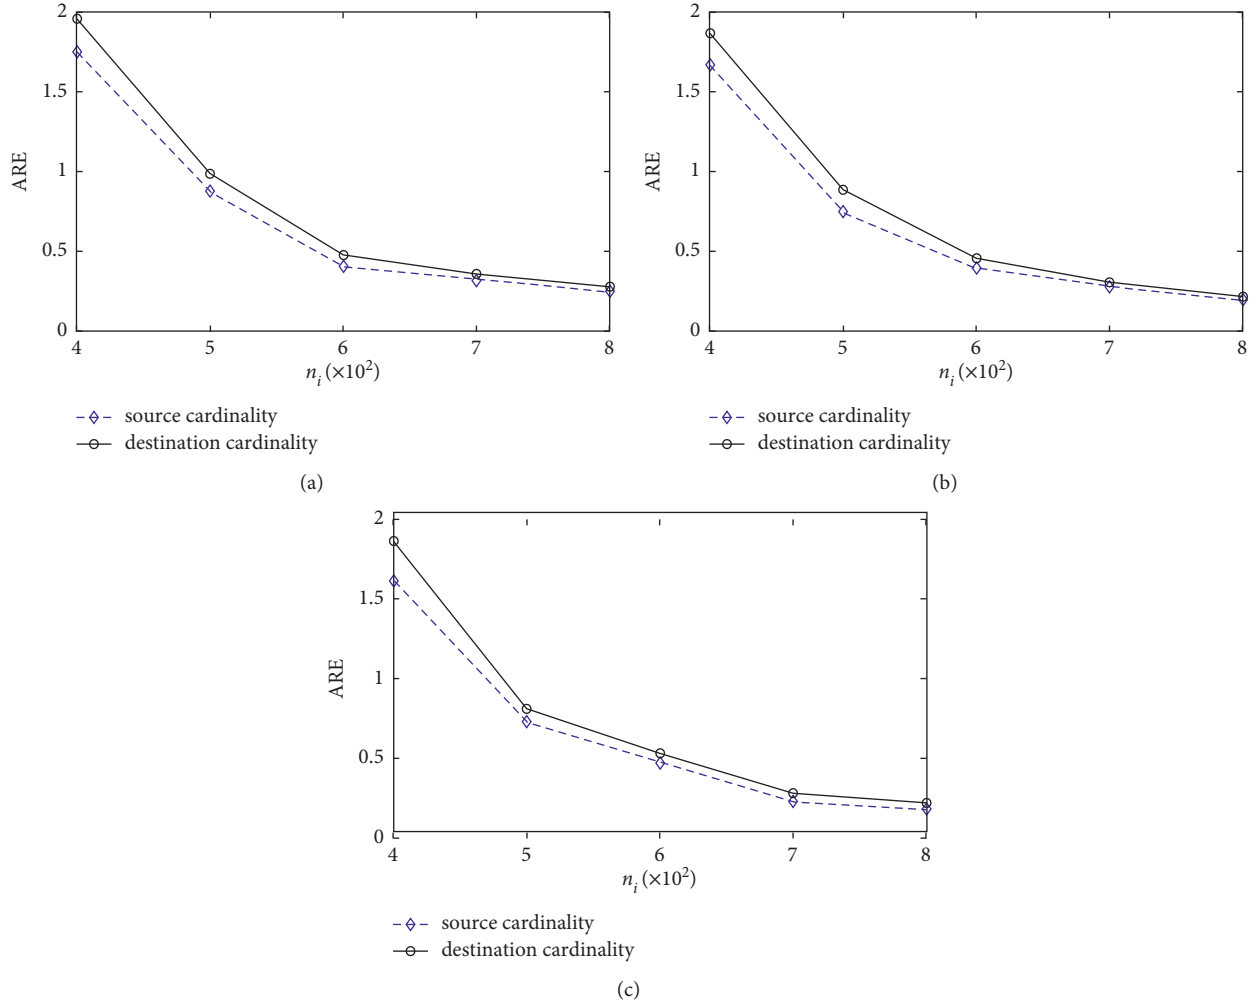 2
1.5
1
0.5
0
ARE
4 5 6 7 8
n_i (×10²)
source cardinality
destination cardinality
(a)
2
1.5
1
0.5
0
ARE
4 5 6 7 8
n_i (×10²)
source cardinality
destination cardinality
(b)
2
1.5
1
0.5
0
ARE
4 5 6 7 8
n_i (×10²)
source cardinality
destination cardinality
(c)